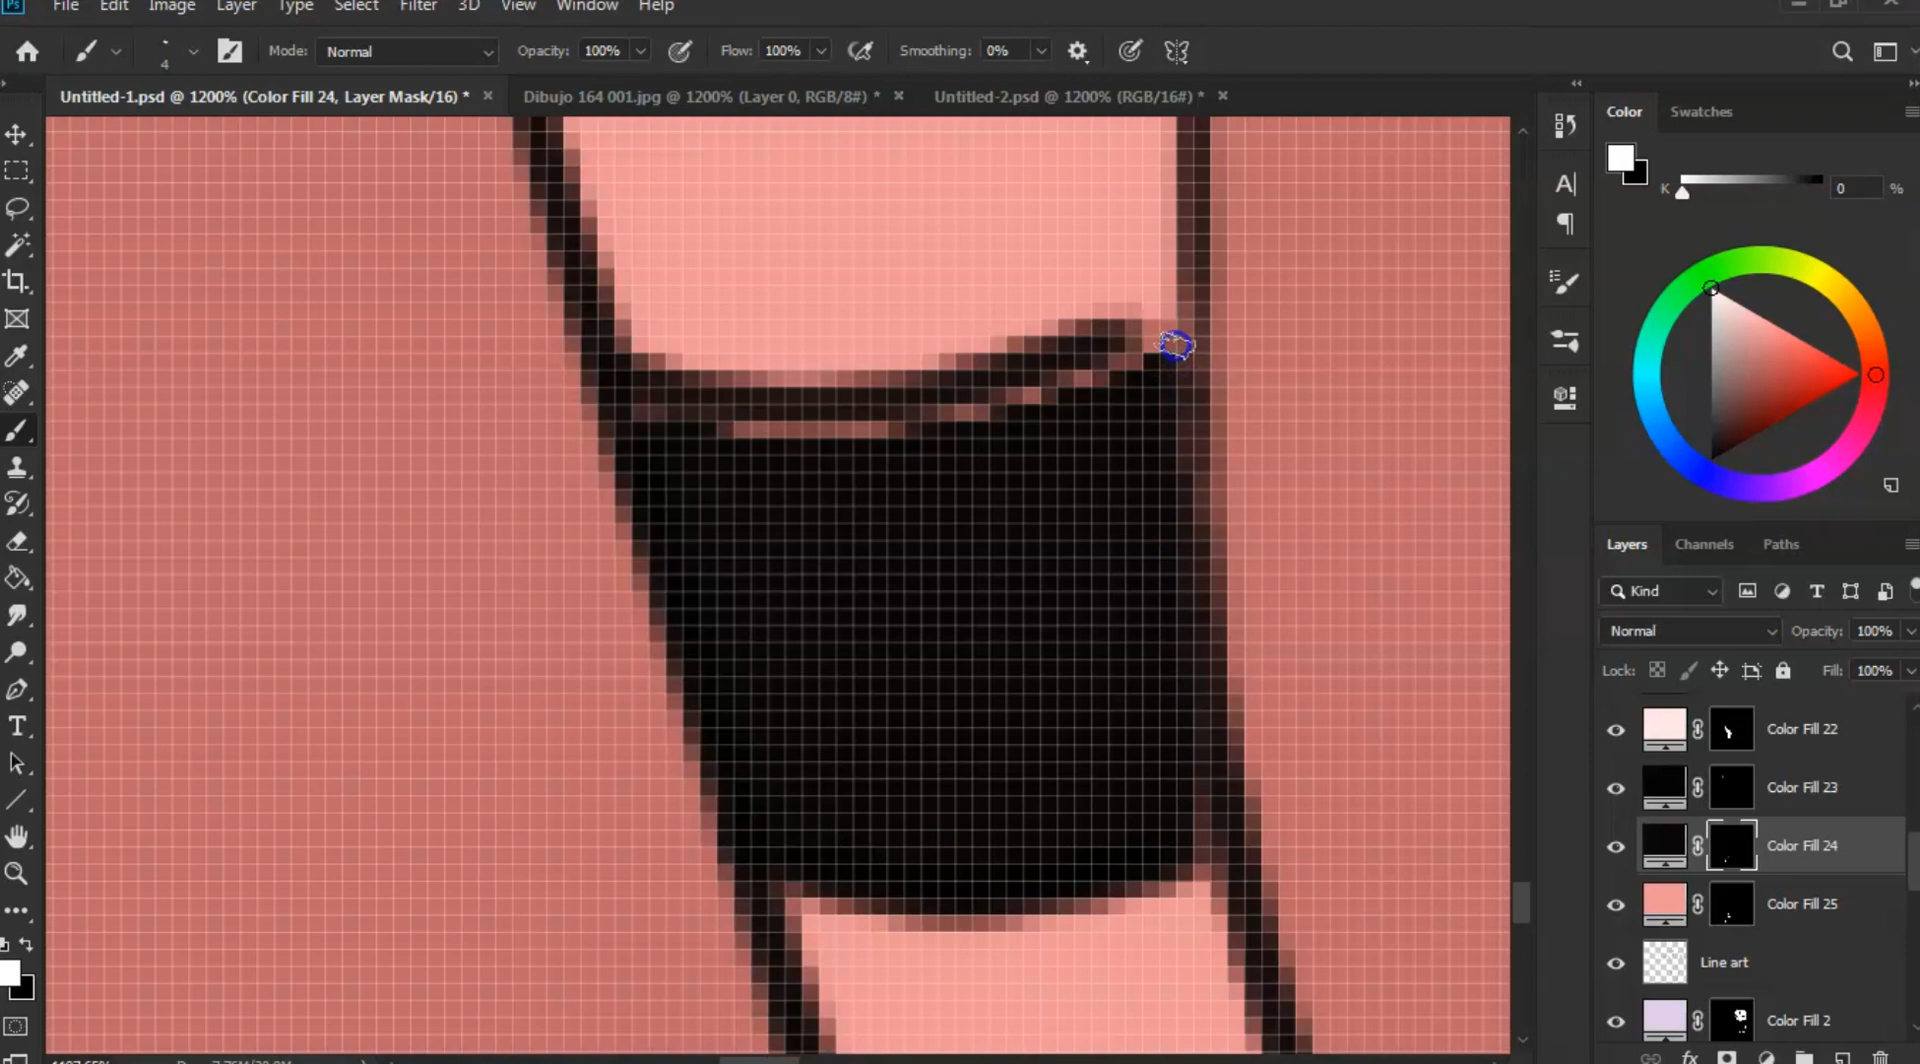 Ps File Edit Image Layer Type Select Filter 3D View Window Help
4 Mode: Normal Opacity: 100% Flow: 100% Smoothing: 0%
Untitled-1.psd @ 1200% (Color Fill 24, Layer Mask/16) * Dibujo 164 001.jpg @ 1200% (Layer 0, RGB/8#) * Untitled-2.psd @ 1200% (RGB/16#) *
Color Swatches
K 0 %
Layers Channels Paths
Kind
Normal Opacity: 100%
Lock: Fill: 100%
Color Fill 22
Color Fill 23
Color Fill 24
Color Fill 25
Line art
Color Fill 2
fx